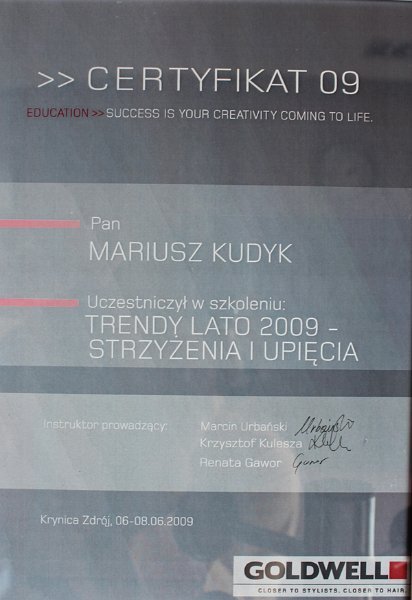 >> CERTYFIKAT 09
EDUCATION >> SUCCESS IS YOUR CREATIVITY COMING TO LIFE.
Pan
MARIUSZ KUDYK
Uczestniczył w szkoleniu:
TRENDY LATO 2009 -
STRZYŻENIA I UPIĘCIA
Instruktor prowadzący: Marcin Urbański
Krzysztof Kulesza
Renata Gawor Gawor
Krynica Zdrój, 06-08.06.2009
GOLDWELL
CLOSER TO STYLISTS. CLOSER TO HAIR